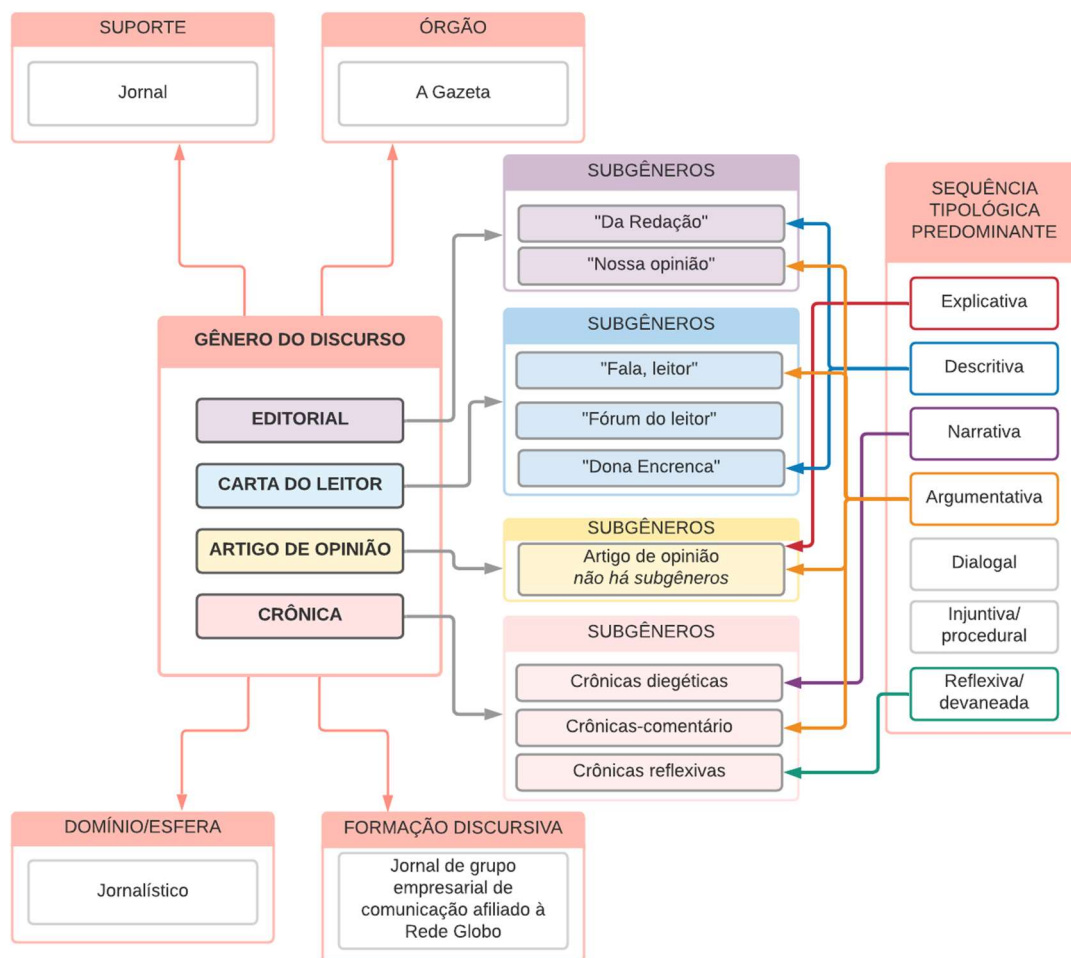 SUPORTE
Jornal
ÓRGÃO
A Gazeta
GÊNERO DO DISCURSO
EDITORIAL
CARTA DO LEITOR
ARTIGO DE OPINIÃO
CRÔNICA
SUBGÊNEROS
"Da Redação"
"Nossa opinião"
SUBGÊNEROS
"Fala, leitor"
"Fórum do leitor"
"Dona Encrenca"
SUBGÊNEROS
Artigo de opinião
não há subgêneros
SUBGÊNEROS
Crônicas diegéticas
Crônicas-comentário
Crônicas reflexivas
SEQUÊNCIA
TIPOLÓGICA
PREDOMINANTE
Explicativa
Descritiva
Narrativa
Argumentativa
Dialogal
Injuntiva/
procedural
Reflexiva/
devaneada
DOMÍNIO/ESFERA
Jornalístico
FORMAÇÃO DISCURSIVA
Jornal de grupo
empresarial de
comunicação afiliado à
Rede Globo